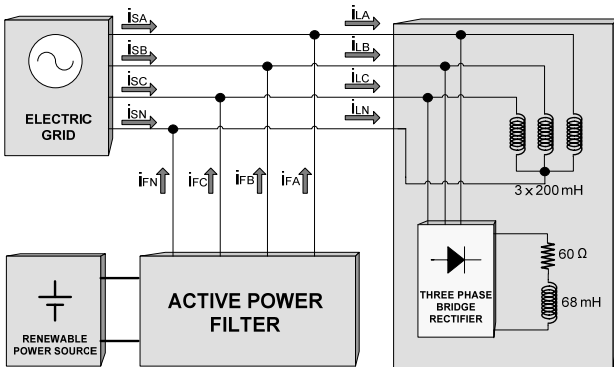 iSA
iSB
iSC
iSN
iLA
iLB
iLC
iLN
ELECTRIC
GRID
iFN
iFC
iFB
iFA
3 x 200 mH
60 Ω
68 mH
THREE PHASE
BRIDGE
RECTIFIER
ACTIVE POWER
FILTER
RENEWABLE
POWER SOURCE